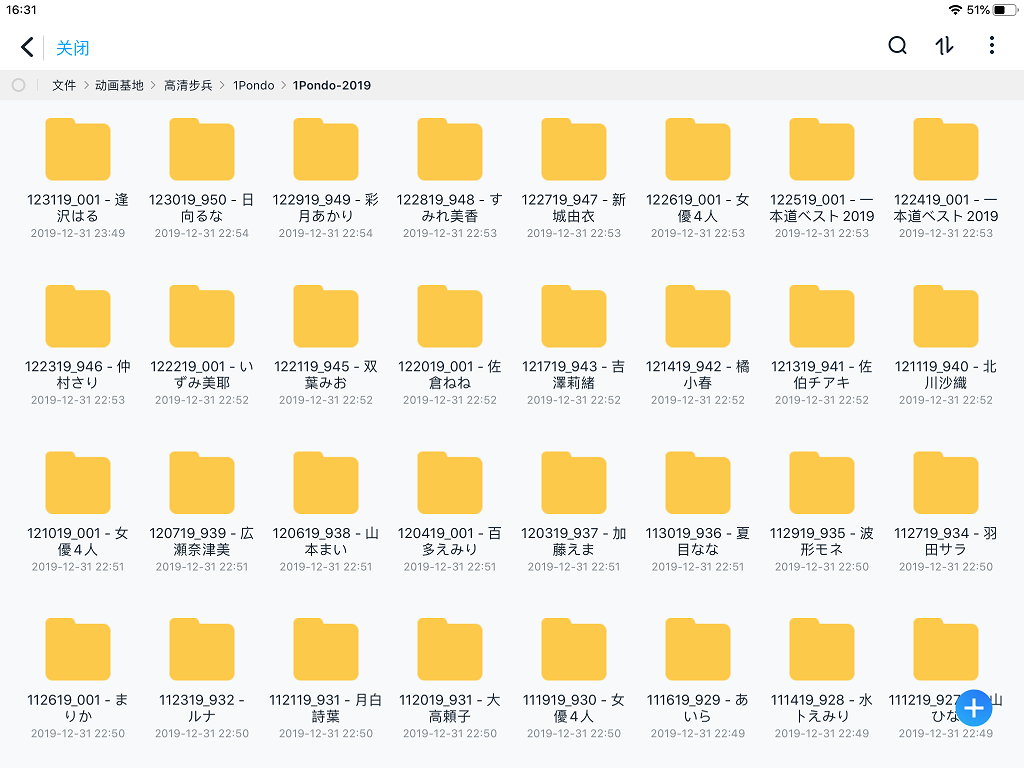 16:31
51%
关闭
文件 > 动画基地 > 高清步兵 > 1Pondo > 1Pondo-2019
123119_001 - 逢
沢はる
2019-12-31 23:49
123019_950 - 日
向るな
2019-12-31 22:54
122919_949 - 彩
月あかり
2019-12-31 22:54
122819_948 - す
みれ美香
2019-12-31 22:53
122719_947 - 新
城由衣
2019-12-31 22:53
122619_001 - 女
優4人
2019-12-31 22:53
122519_001 - 一
本道ベスト2019
2019-12-31 22:53
122419_001 - 一
本道ベスト2019
2019-12-31 22:53
122319_946 - 仲
村さり
2019-12-31 22:53
122219_001 - い
ずみ美耶
2019-12-31 22:52
122119_945 - 双
葉みお
2019-12-31 22:52
122019_001 - 佐
倉ねね
2019-12-31 22:52
121719_943 - 吉
澤莉緒
2019-12-31 22:52
121419_942 - 橘
小春
2019-12-31 22:52
121319_941 - 佐
伯チアキ
2019-12-31 22:52
121119_940 - 北
川沙織
2019-12-31 22:52
121019_001 - 女
優4人
2019-12-31 22:51
120719_939 - 広
瀬奈津美
2019-12-31 22:51
120619_938 - 山
本まい
2019-12-31 22:51
120419_001 - 百
多えみり
2019-12-31 22:51
120319_937 - 加
藤えま
2019-12-31 22:51
113019_936 - 夏
目なな
2019-12-31 22:51
112919_935 - 波
形モネ
2019-12-31 22:50
112719_934 - 羽
田サラ
2019-12-31 22:50
112619_001 - ま
りか
2019-12-31 22:50
112319_932 -
ルナ
2019-12-31 22:50
112119_931 - 月白
詩葉
2019-12-31 22:50
112019_931 - 大
高頼子
2019-12-31 22:50
111919_930 - 女
優4人
2019-12-31 22:50
111619_929 - あ
いら
2019-12-31 22:49
111419_928 - 水
トえみり
2019-12-31 22:49
111219_927 山
ひな
2019-12-31 22:49